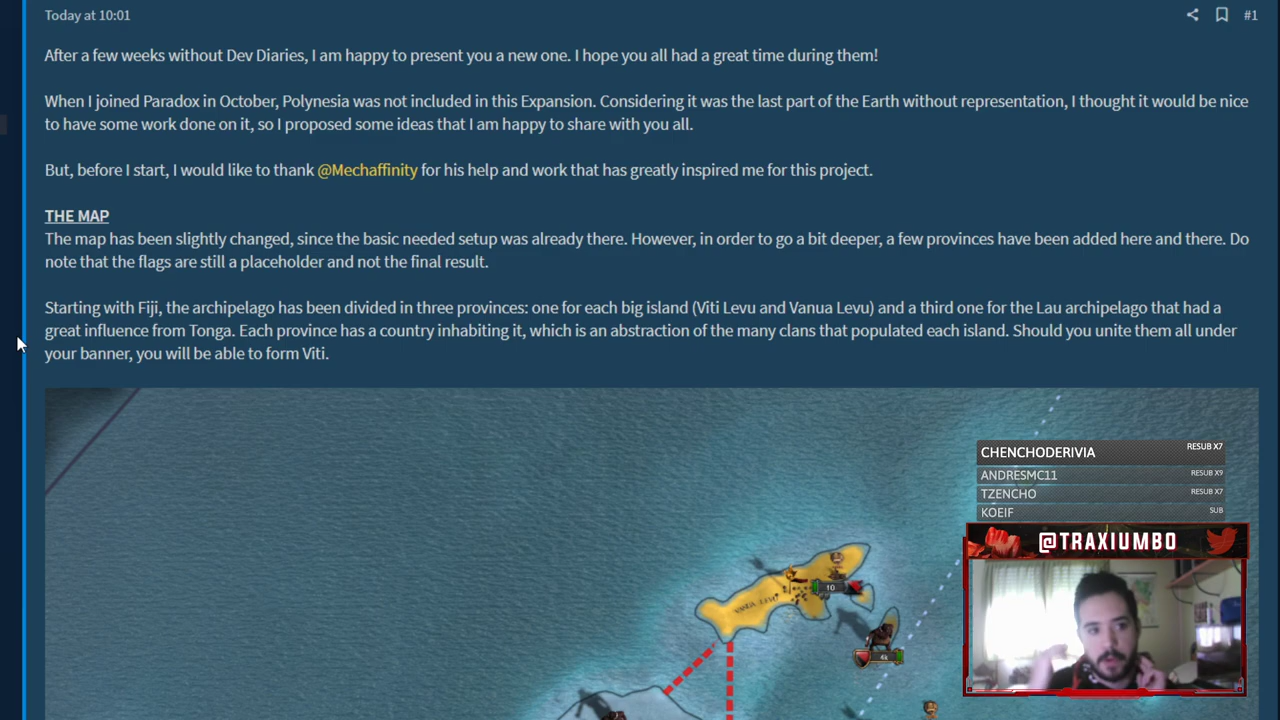 Today at 10:01
#1
After a few weeks without Dev Diaries, I am happy to present you a new one. I hope you all had a great time during them!
When I joined Paradox in October, Polynesia was not included in this Expansion. Considering it was the last part of the Earth without representation, I thought it would be nice
to have some work done on it, so I proposed some ideas that I am happy to share with you all.
But, before I start, I would like to thank @Mechaffinity for his help and work that has greatly inspired me for this project.
THE MAP
The map has been slightly changed, since the basic needed setup was already there. However, in order to go a bit deeper, a few provinces have been added here and there. Do
note that the flags are still a placeholder and not the final result.
Starting with Fiji, the archipelago has been divided in three provinces: one for each big island (Viti Levu and Vanua Levu) and a third one for the Lau archipelago that had a
great influence from Tonga. Each province has a country inhabiting it, which is an abstraction of the many clans that populated each island. Should you unite them all under
your banner, you will be able to form Viti.
CHENCHODERIVIA RESUB X7
ANDRESMC11 RESUB X9
TZENCHO RESUB X7
KOEIF SUB
@TRAXIUMBO
10
VANUA LEVU
4k